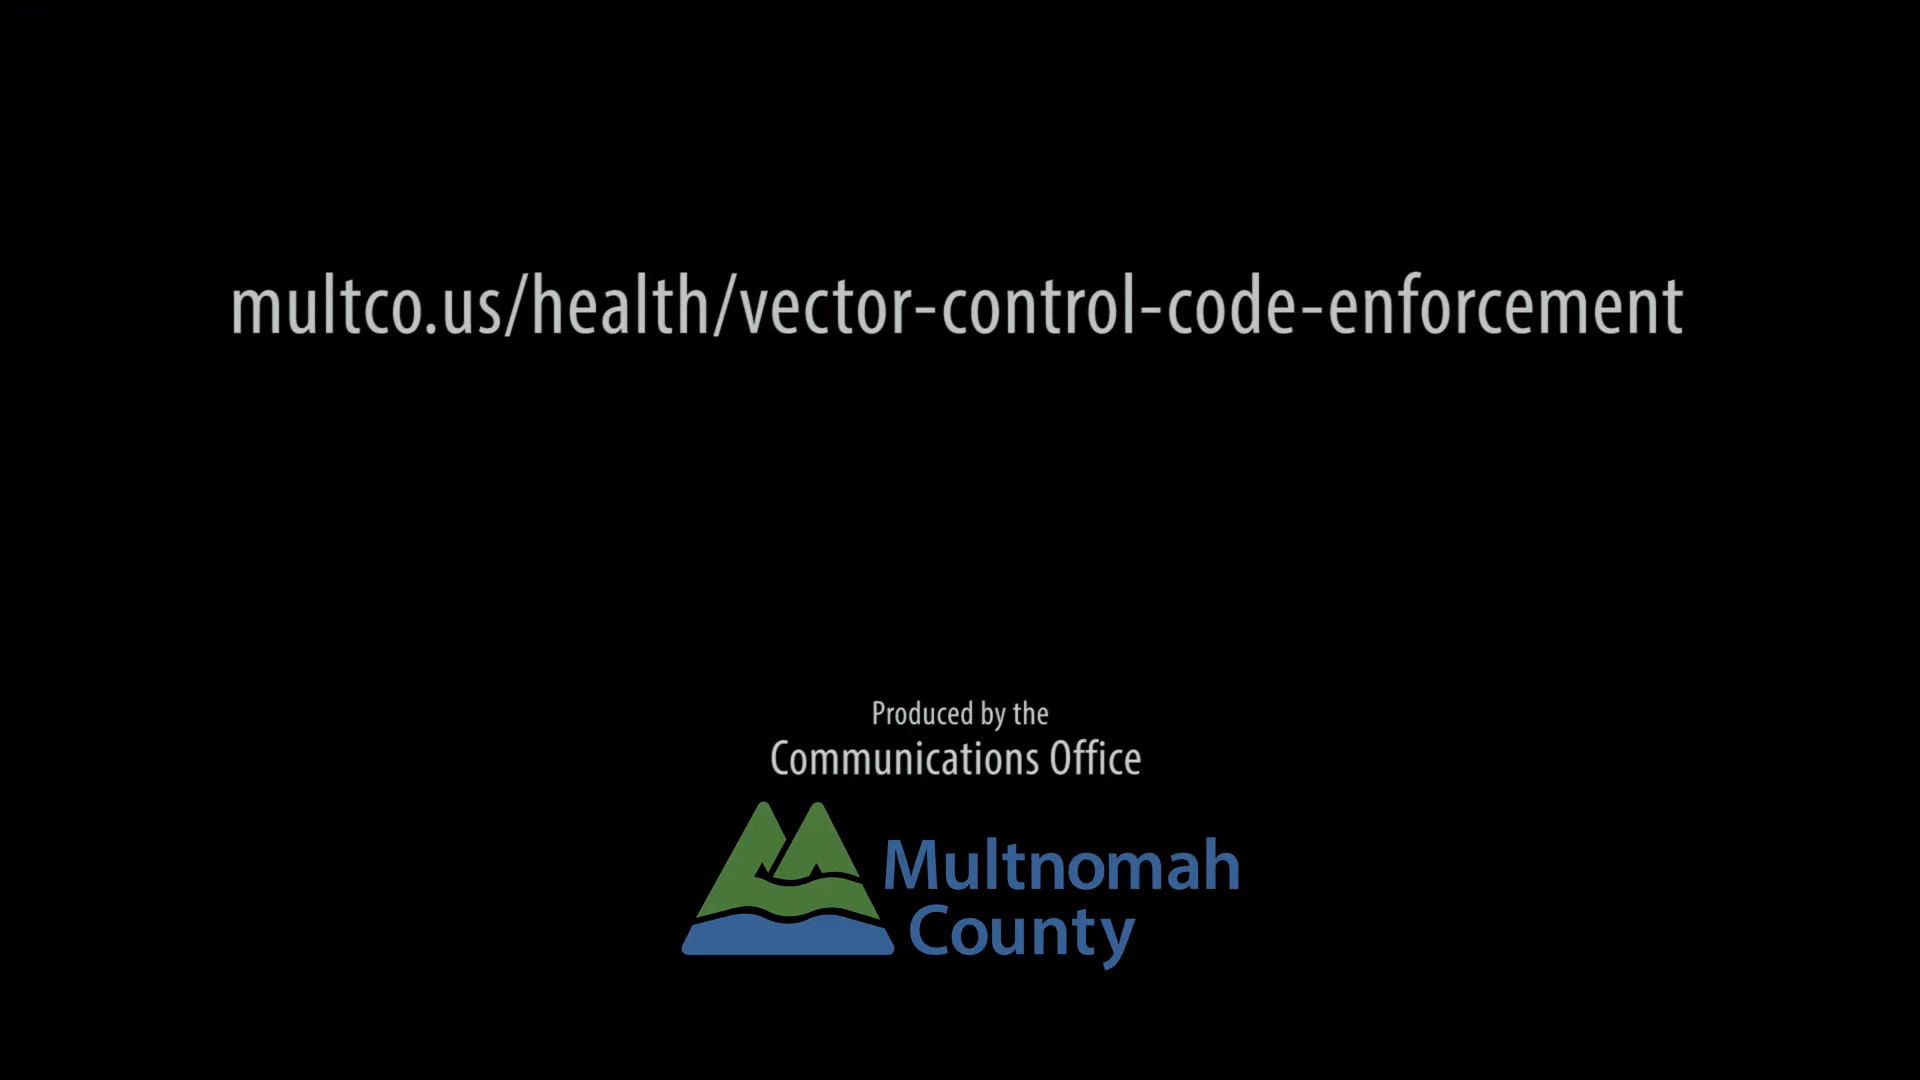 multco.us/health/vector-control-code-enforcement
Produced by the
Communications Office
Multnomah
County